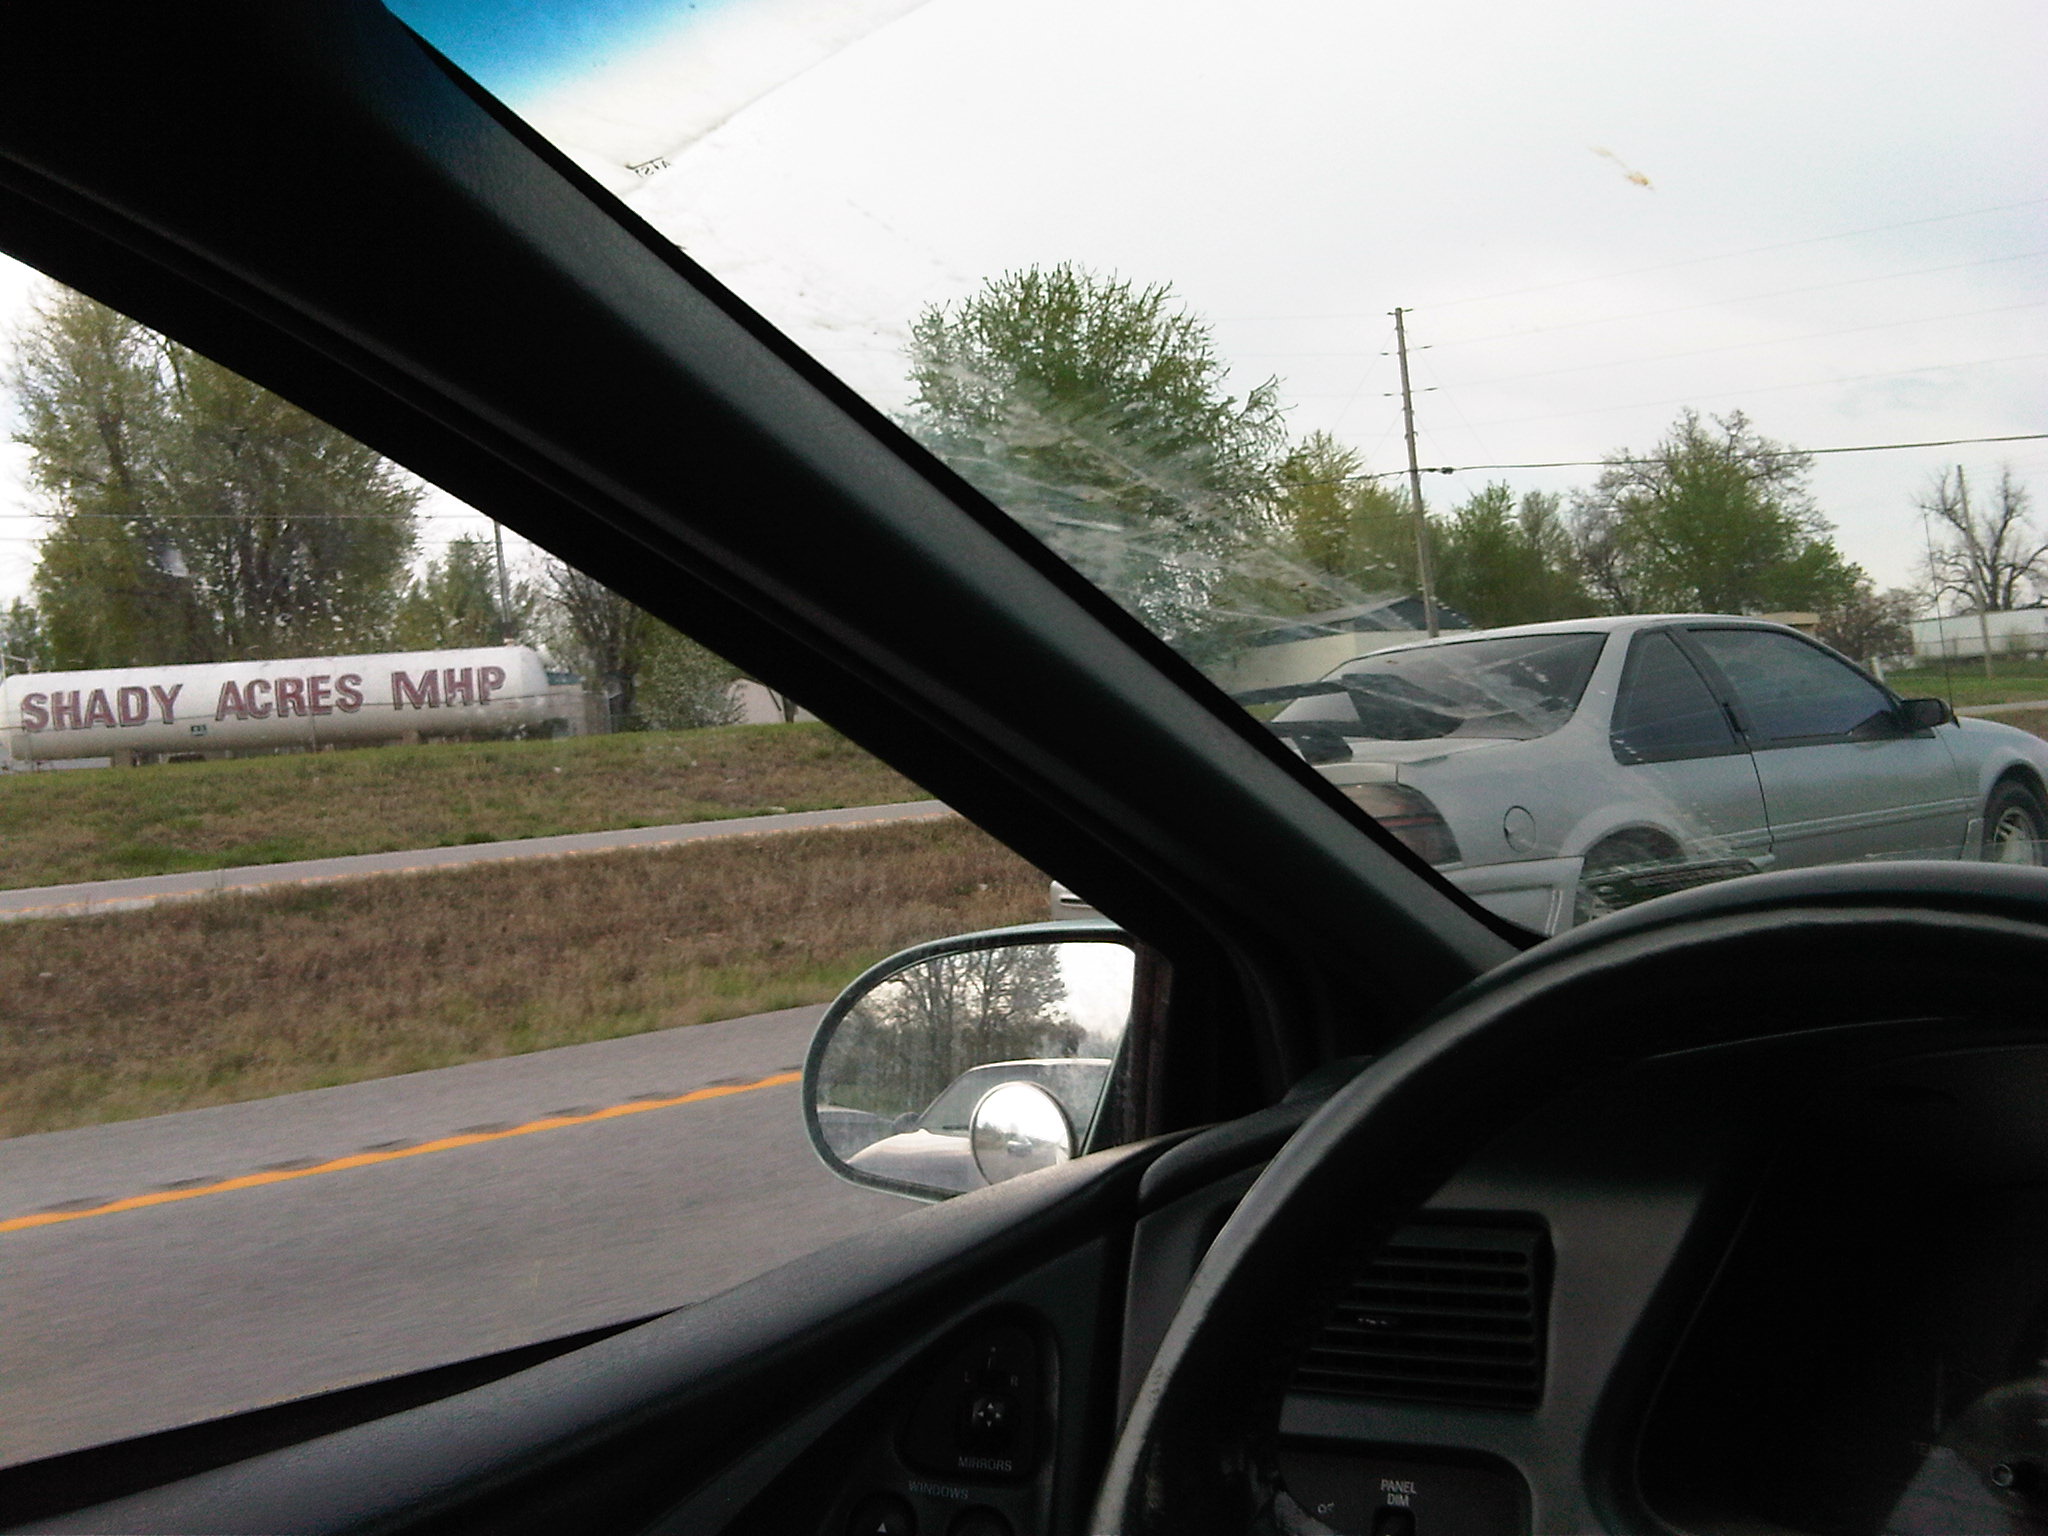 SHADY ACRES MHP
L R
MIRRORS
WINDOWS
PANEL
DIM